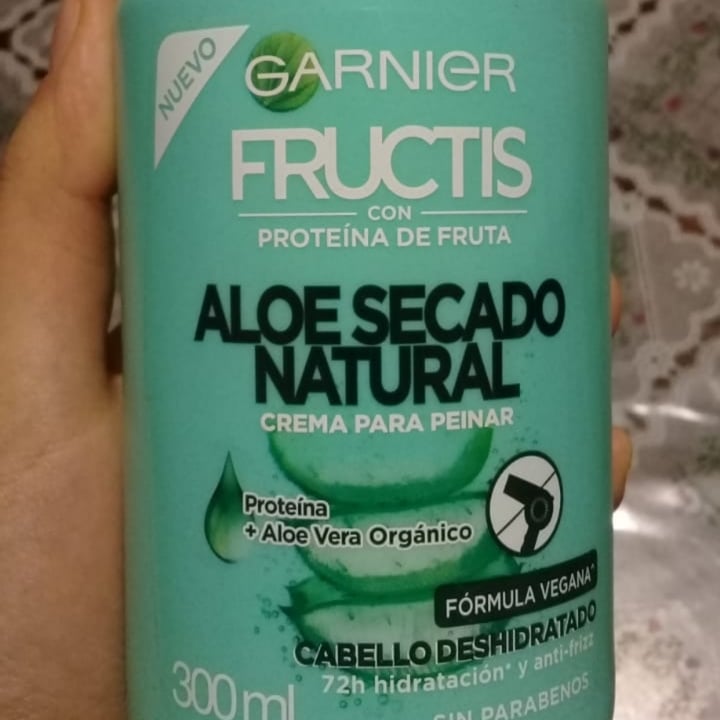 NUEVO
GARNIER
FRUCTIS
CON
PROTEÍNA DE FRUTA
ALOE SECADO
NATURAL
CREMA PARA PEINAR
Proteína
+ Aloe Vera Orgánico
FÓRMULA VEGANA^
CABELLO DESHIDRATADO
72h hidratación* y anti-frizz
300 ml
SIN PARABENOS